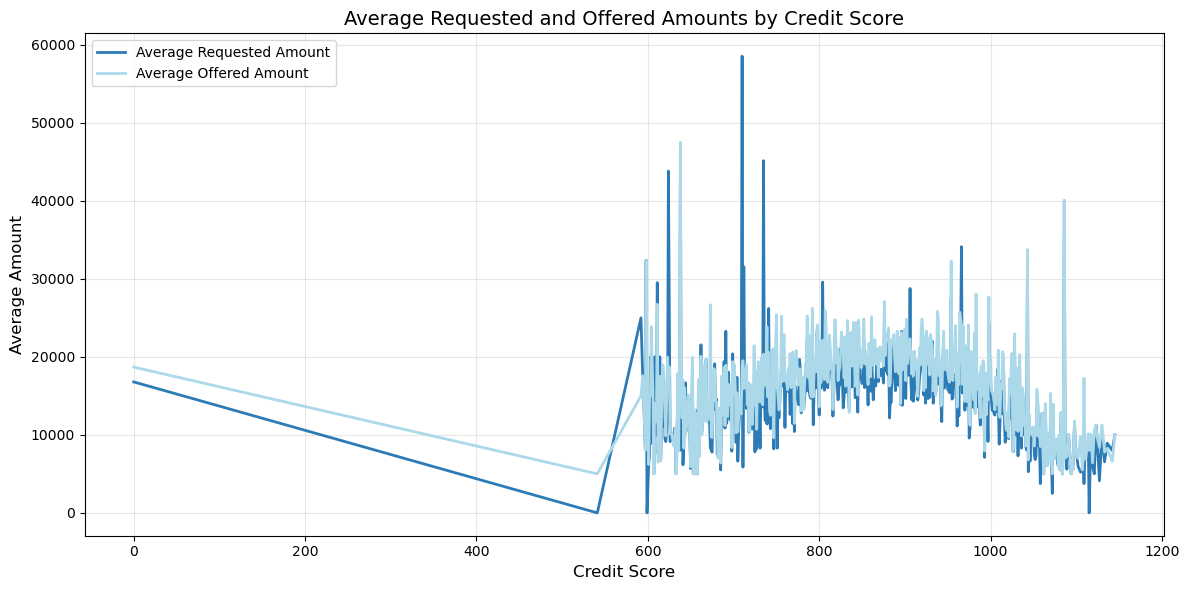 Average Requested and Offered Amounts by Credit Score
Average Requested Amount
Average Offered Amount
60000
50000
40000
30000
20000
10000
0
Average Amount
0 200 400 600 800 1000 1200
Credit Score